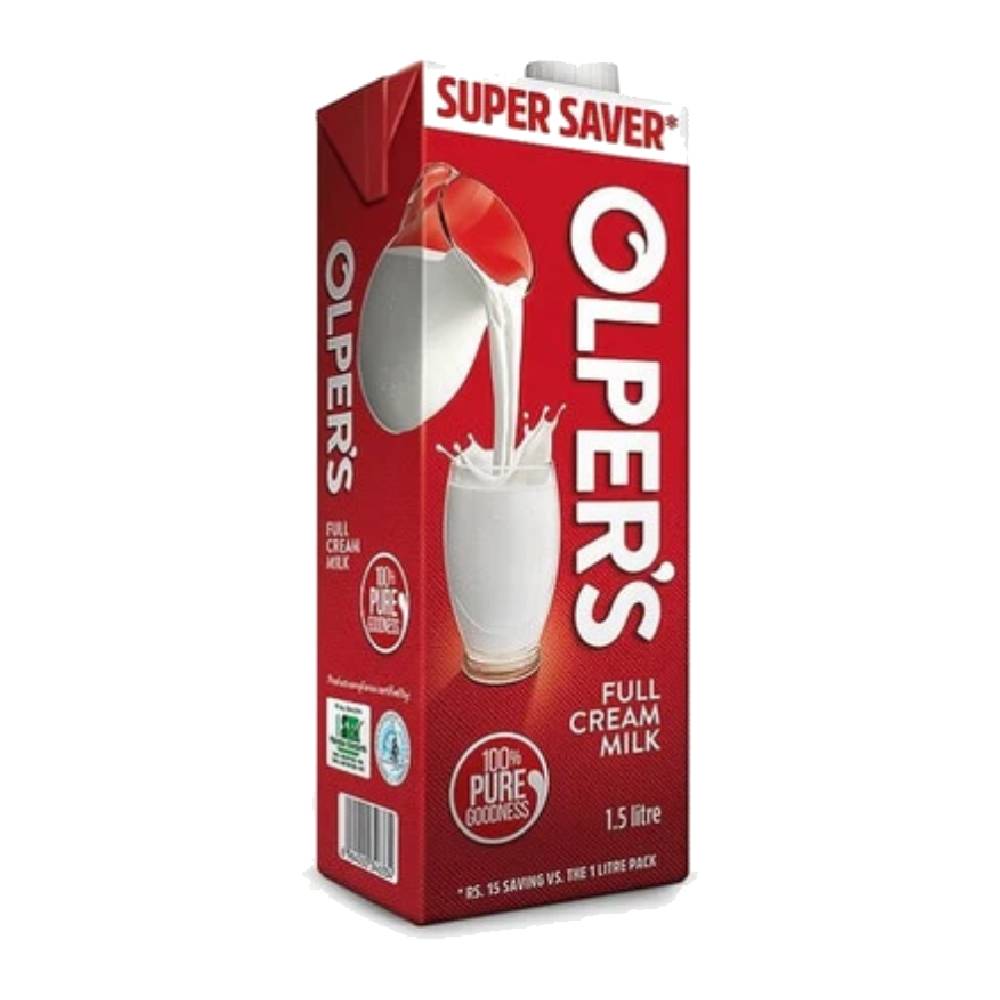 SUPER SAVER*
OLPER'S
FULL
CREAM
MILK
1.5 litre
100%
PURE
GOODNESS
* RS. 15 SAVING VS. THE 1 LITRE PACK
OLPER'S
FULL
CREAM
MILK
100%
PURE
GOODNESS